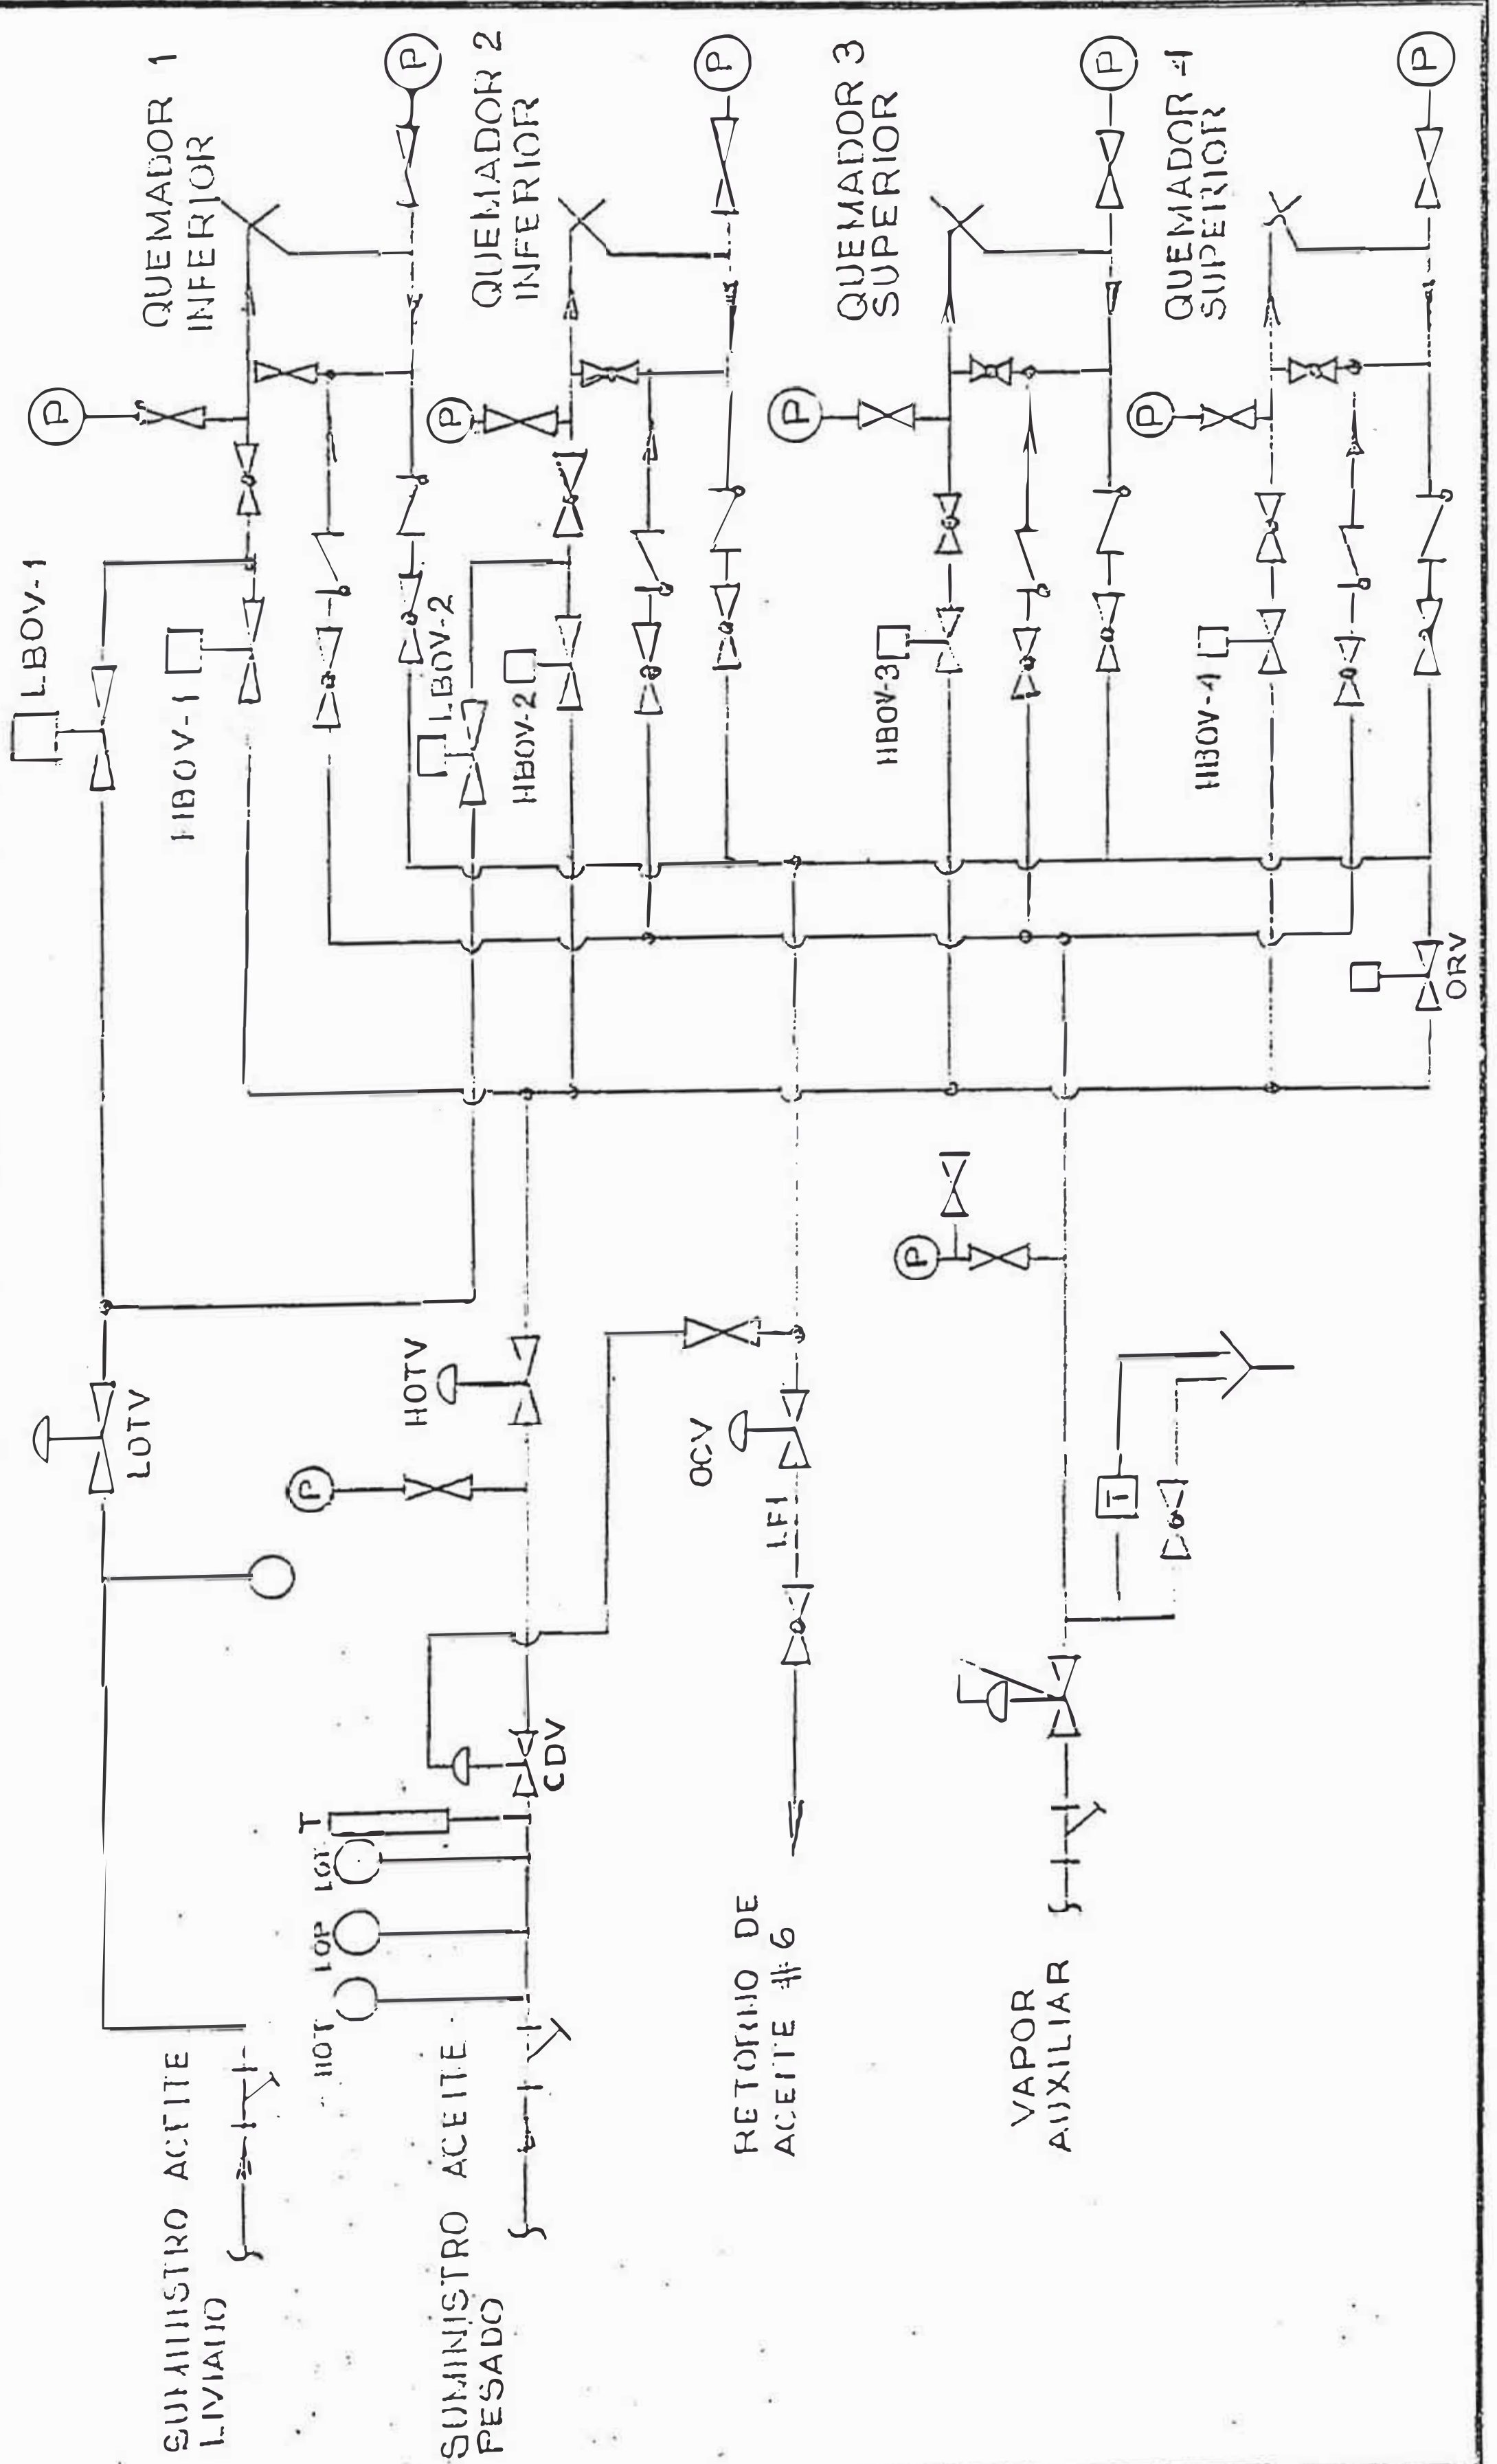 SUMINISTRO ACEITE
LIVIANO
LOTV
LBOV-1
QUEMADOR 1
INFERIOR
P
HBOV-1
P
SUMINISTRO ACEITE
PESADO
HOT
LOP
LOT
T
CDV
P
HOTV
LBOV-2
HBOV-2
P
QUEMADOR 2
INFERIOR
P
RETORNO DE
ACEITE #6
LFI
OCV
HBOV-3
P
QUEMADOR 3
SUPERIOR
P
VAPOR
AUXILIAR
T
P
HBOV-4
P
QUEMADOR 4
SUPERIOR
P
ORV